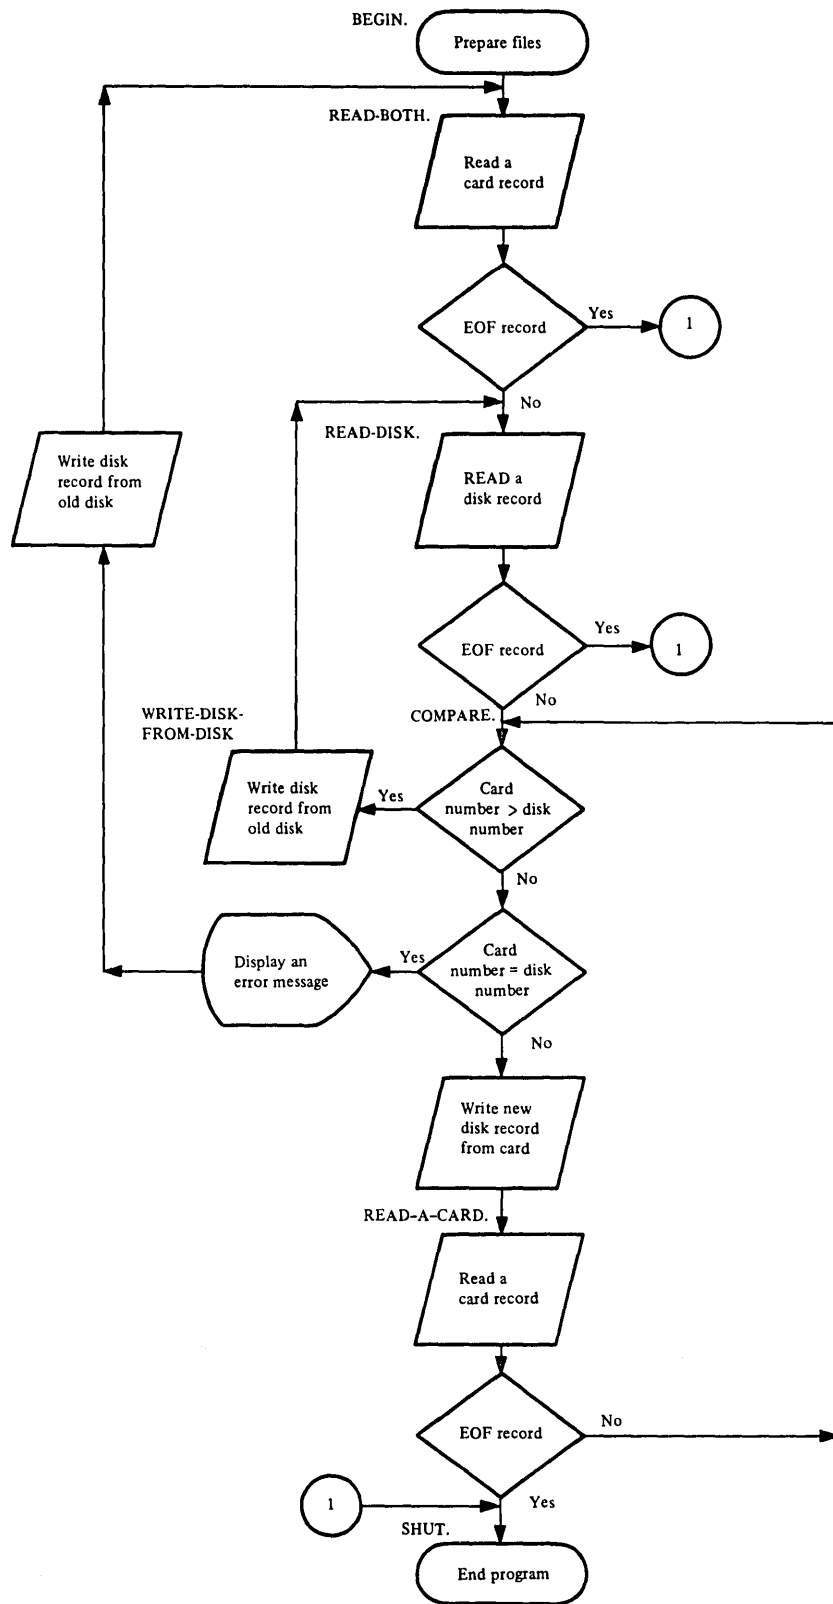 BEGIN.
Prepare files
READ-BOTH.
Read a
card record
EOF record
Yes
1
No
READ-DISK.
Write disk
record from
old disk
READ a
disk record
EOF record
Yes
1
No
COMPARE.
WRITE-DISK-
FROM-DISK
Write disk
record from
old disk
Yes
Card
number > disk
number
No
Display an
error message
Yes
Card
number = disk
number
No
Write new
disk record
from card
READ-A-CARD.
Read a
card record
EOF record
No
1
Yes
SHUT.
End program